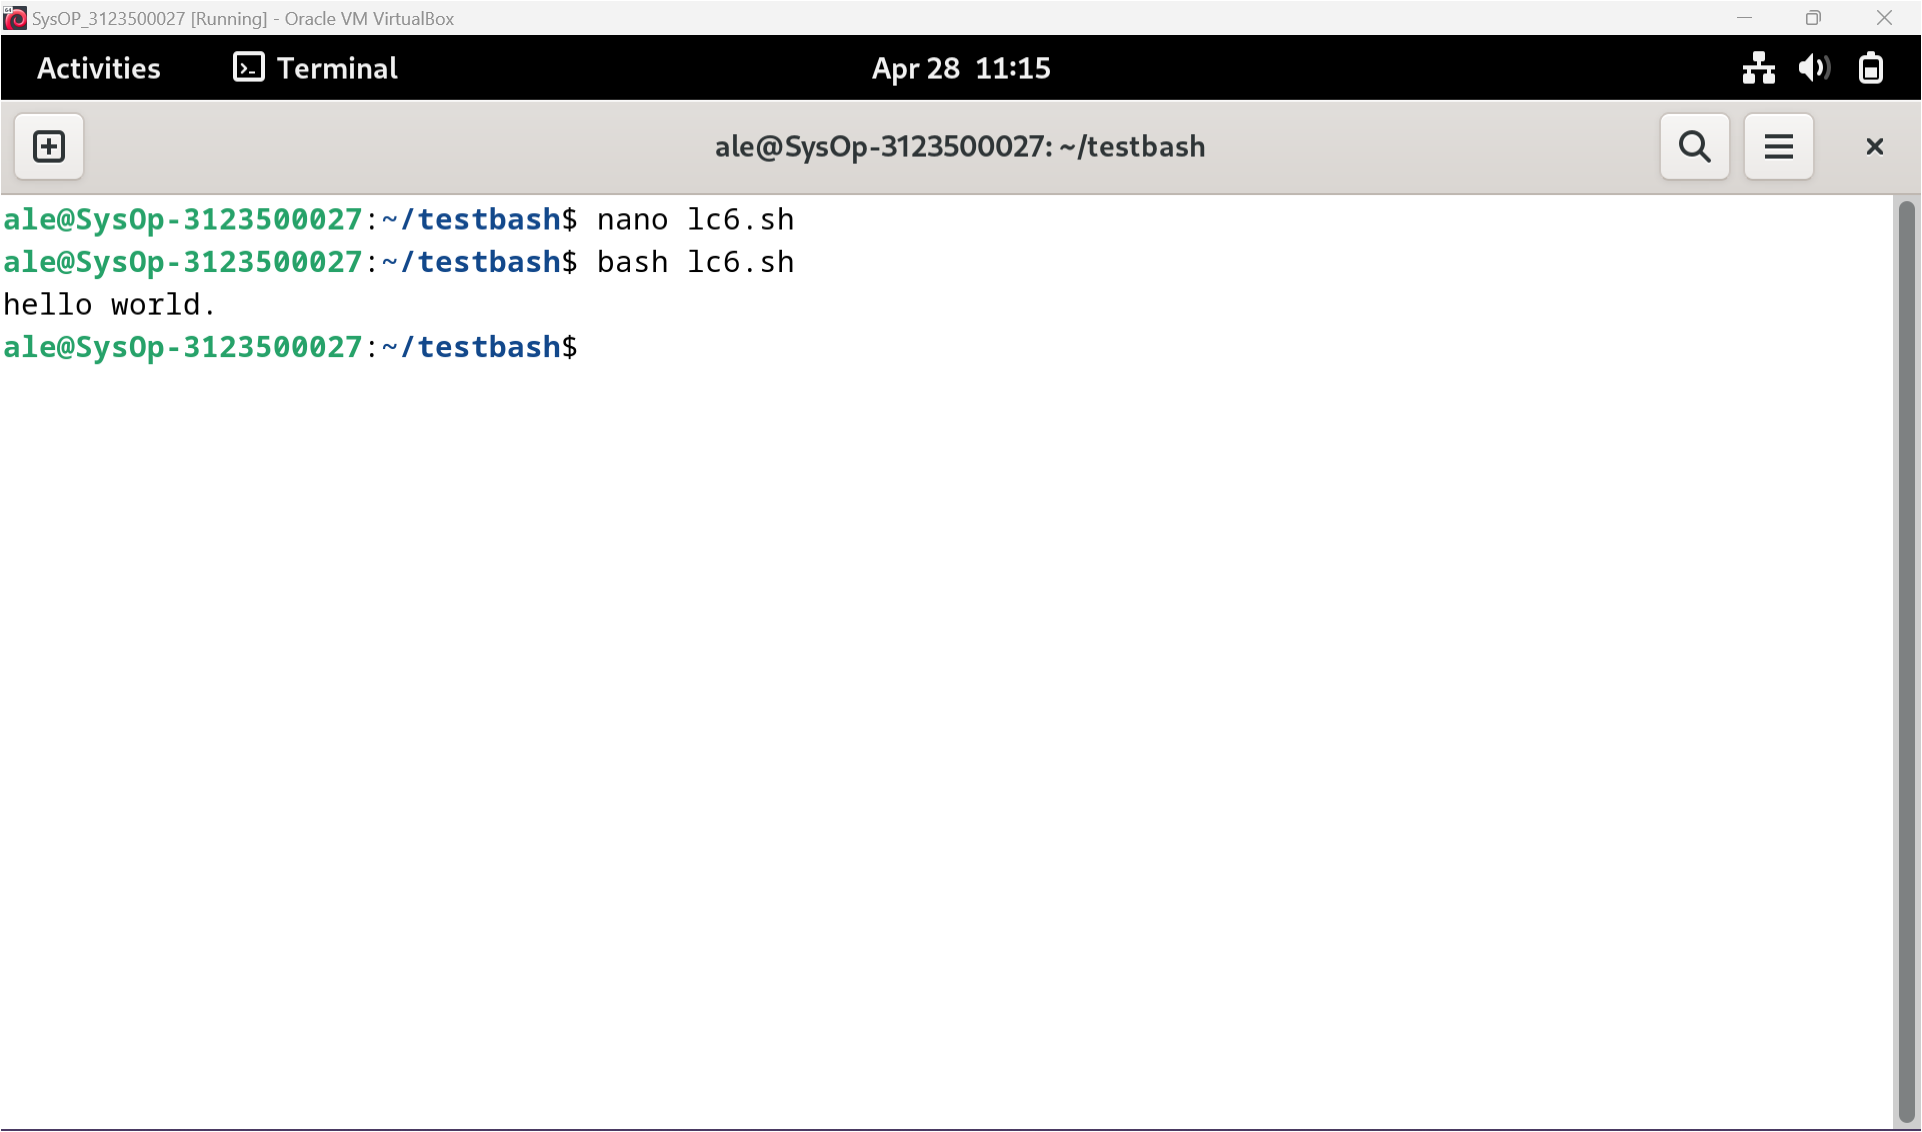 SysOP_3123500027 [Running] - Oracle VM VirtualBox
Activities Terminal Apr 28 11:15
ale@SysOp-3123500027: ~/testbash
ale@SysOp-3123500027:~/testbash$ nano lc6.sh
ale@SysOp-3123500027:~/testbash$ bash lc6.sh
hello world.
ale@SysOp-3123500027:~/testbash$